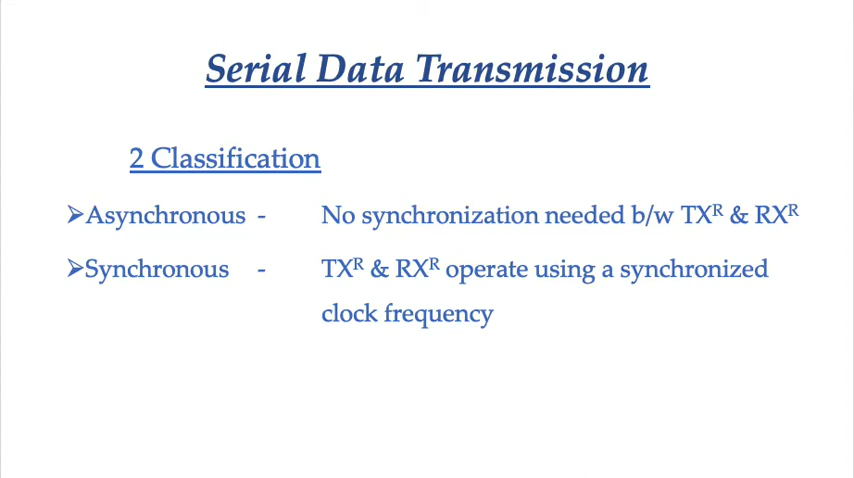 Serial Data Transmission
2 Classification
➢Asynchronous - No synchronization needed b/w TXᴿ & RXᴿ
➢Synchronous - TXᴿ & RXᴿ operate using a synchronized
clock frequency